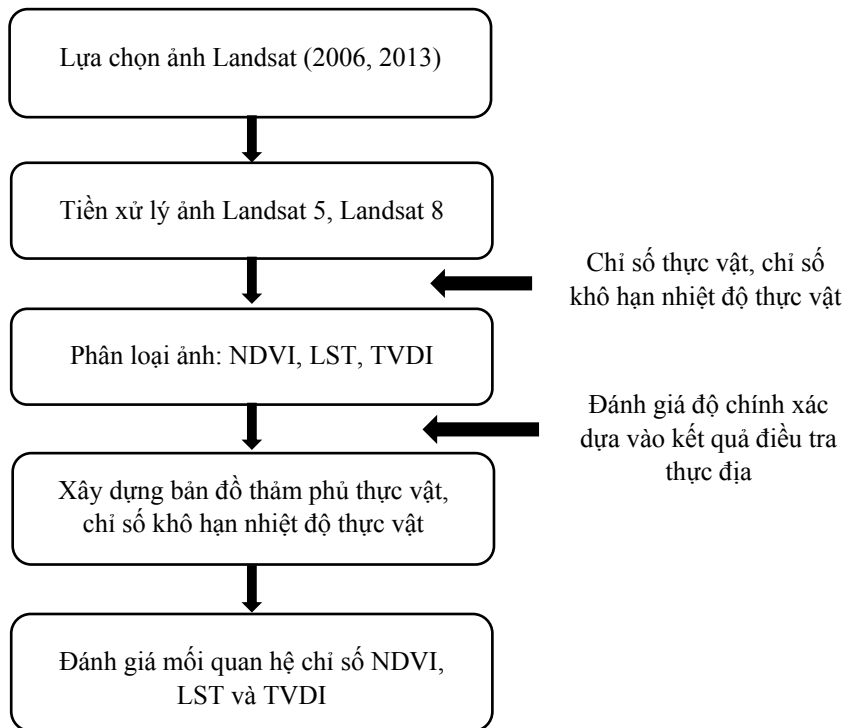 Lựa chọn ảnh Landsat (2006, 2013)
Tiền xử lý ảnh Landsat 5, Landsat 8
Chỉ số thực vật, chỉ số
khô hạn nhiệt độ thực vật
Phân loại ảnh: NDVI, LST, TVDI
Đánh giá độ chính xác
dựa vào kết quả điều tra
thực địa
Xây dựng bản đồ thảm phủ thực vật,
chỉ số khô hạn nhiệt độ thực vật
Đánh giá mối quan hệ chỉ số NDVI,
LST và TVDI